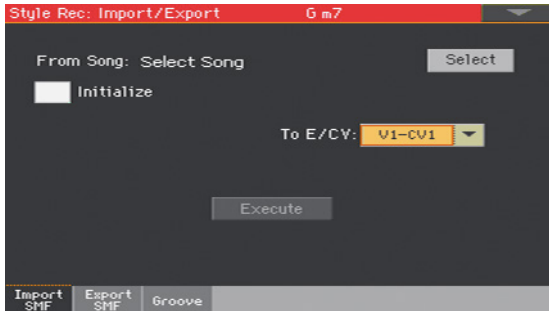 Style Rec: Import/Export G m7
From Song: Select Song Select
Initialize
To E/CV: V1-CV1
Execute
Import SMF Export SMF Groove